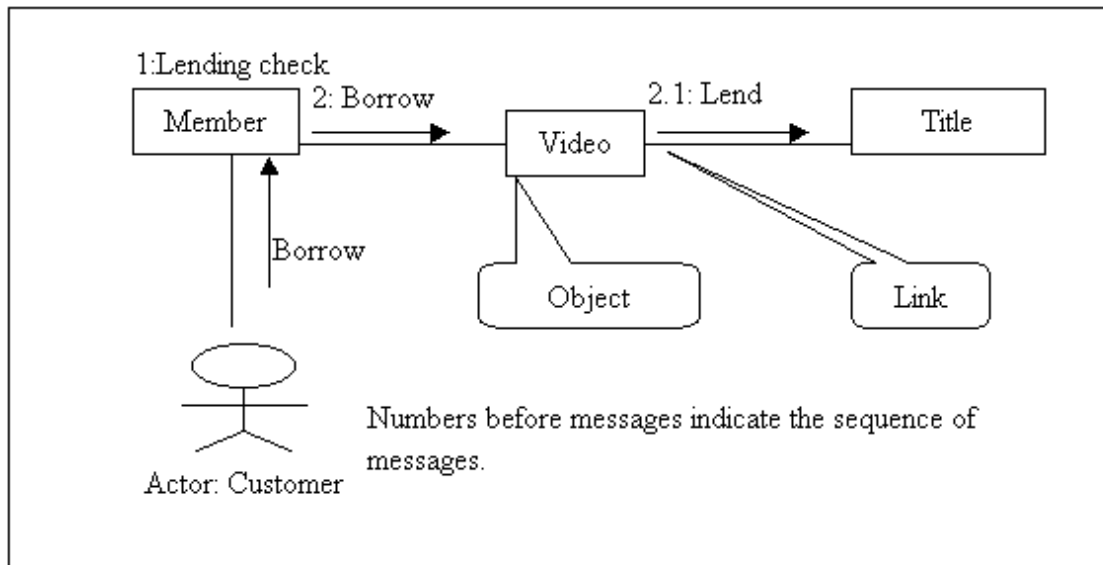 1:Lending check
Member
2: Borrow
Video
2.1: Lend
Title
Borrow
Object
Link
Actor: Customer
Numbers before messages indicate the sequence of
messages.